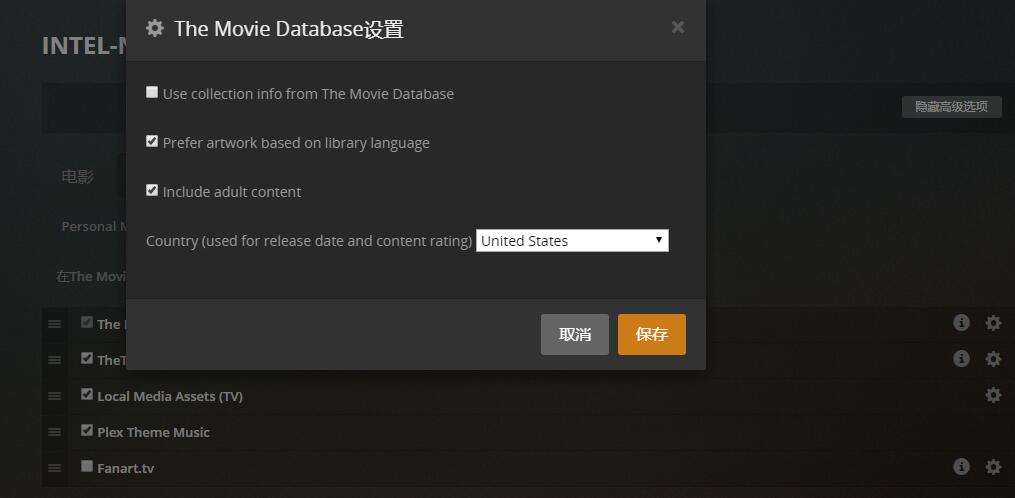 INTEL-N
The Movie Database设置
Use collection info from The Movie Database
隐藏高级选项
Prefer artwork based on library language
电影
Include adult content
Personal M
Country (used for release date and content rating) United States
在The Movi
取消 保存
The
TheT
Local Media Assets (TV)
Plex Theme Music
Fanart.tv